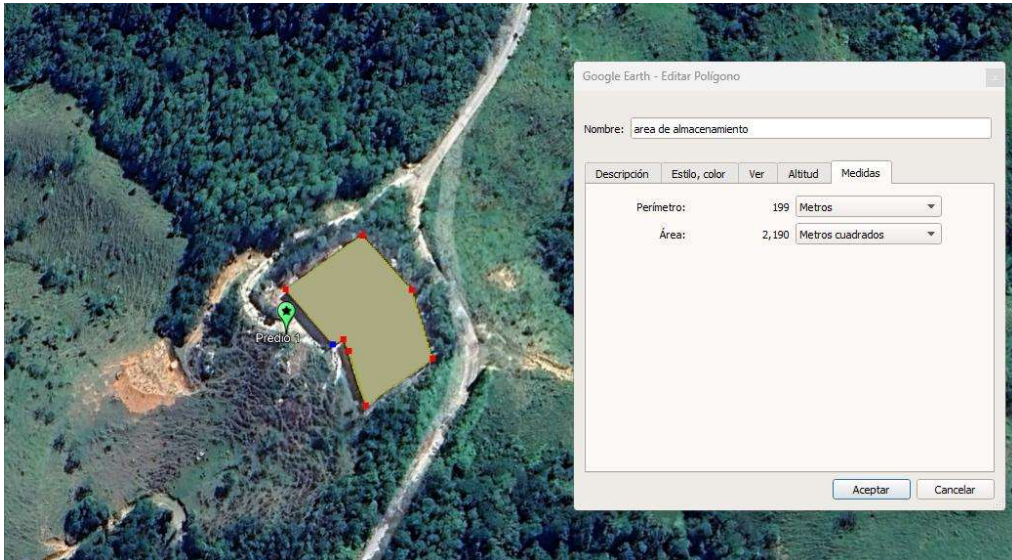 Google Earth - Editar Polígono
Nombre: area de almacenamiento
Descripción Estilo, color Ver Altitud Medidas
Perímetro: 199 Metros
Área: 2,190 Metros cuadrados
Predio 1
Aceptar Cancelar